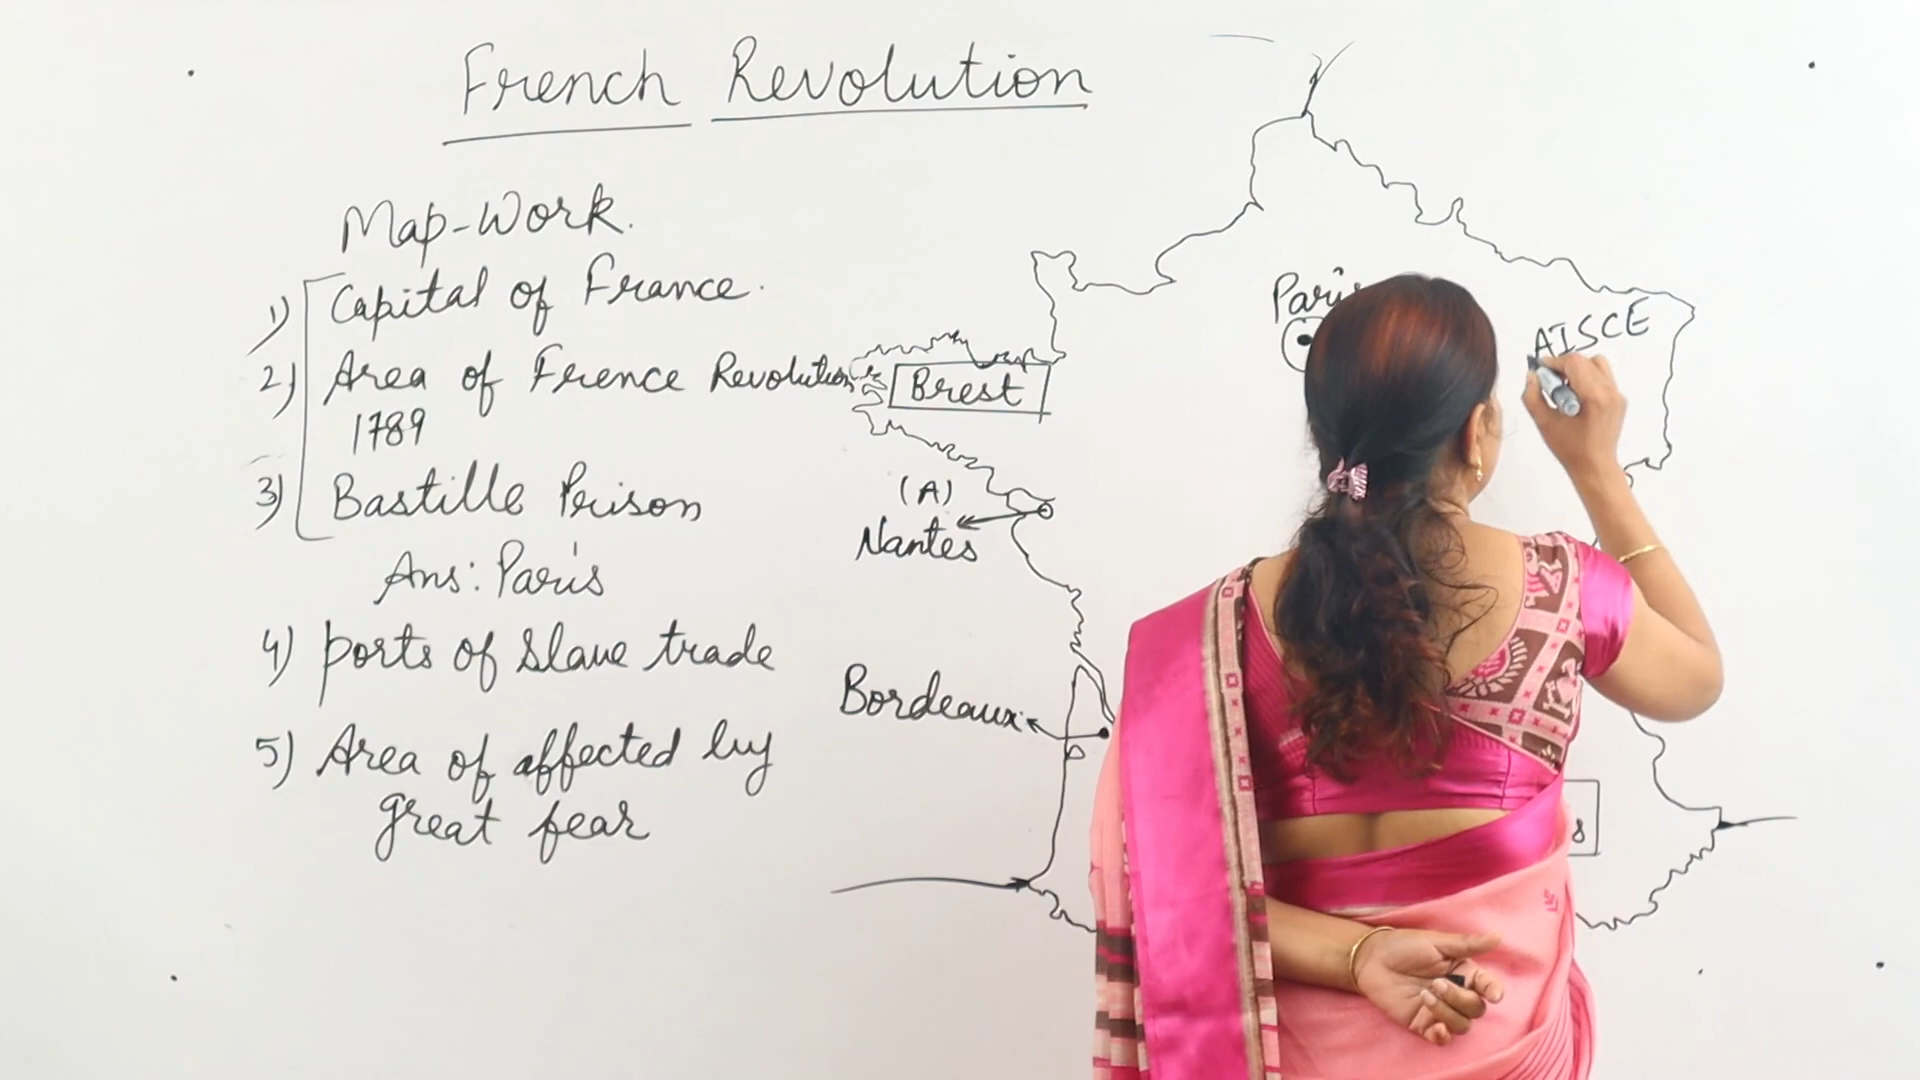 French Revolution
Map-Work.
1) Capital of France.
2) Area of Frence Revolution
1789
3) Bastille Prison
Ans: Paris
4) Ports of Slave trade
5) Area of affected by
great fear
Paris
AISCE
Brest
(A)
Nantes
Bordeaux